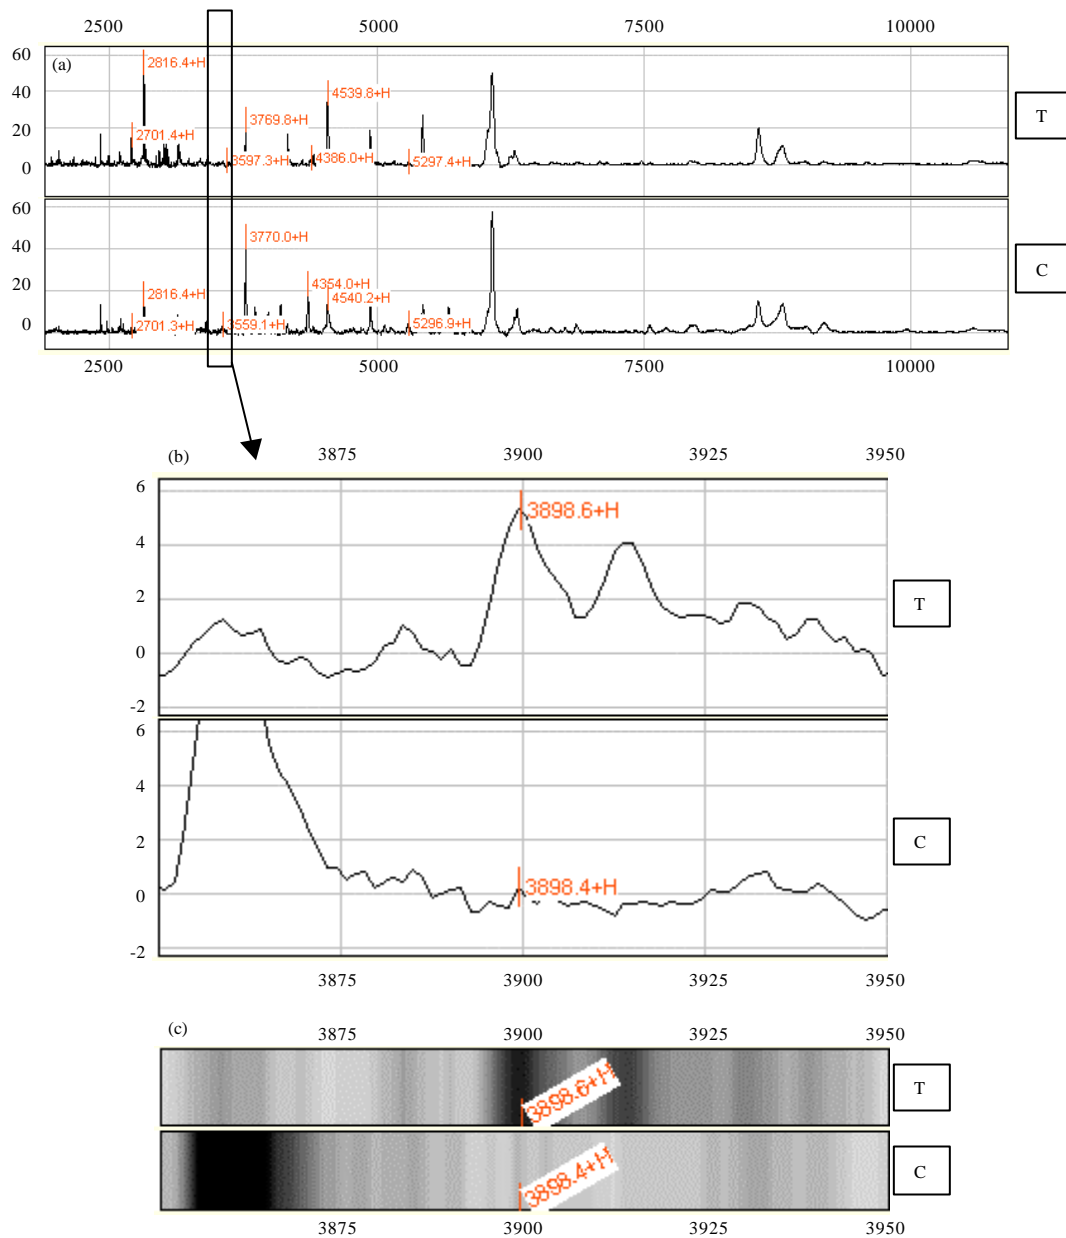 2500 5000 7500 10000
(a)
60
40
20
0
2816.4+H
2701.4+H
3597.3+H
3769.8+H
4539.8+H
4386.0+H
5297.4+H
T
60
40
20
0
2816.4+H
2701.3+H
3559.1+H
3770.0+H
4354.0+H
4540.2+H
5296.9+H
C
2500 5000 7500 10000
(b)
3875 3900 3925 3950
6
4
2
0
-2
3898.6+H
T
6
4
2
0
-2
3898.4+H
C
3875 3900 3925 3950
(c)
3875 3900 3925 3950
3898.6+H
T
3898.4+H
C
3875 3900 3925 3950